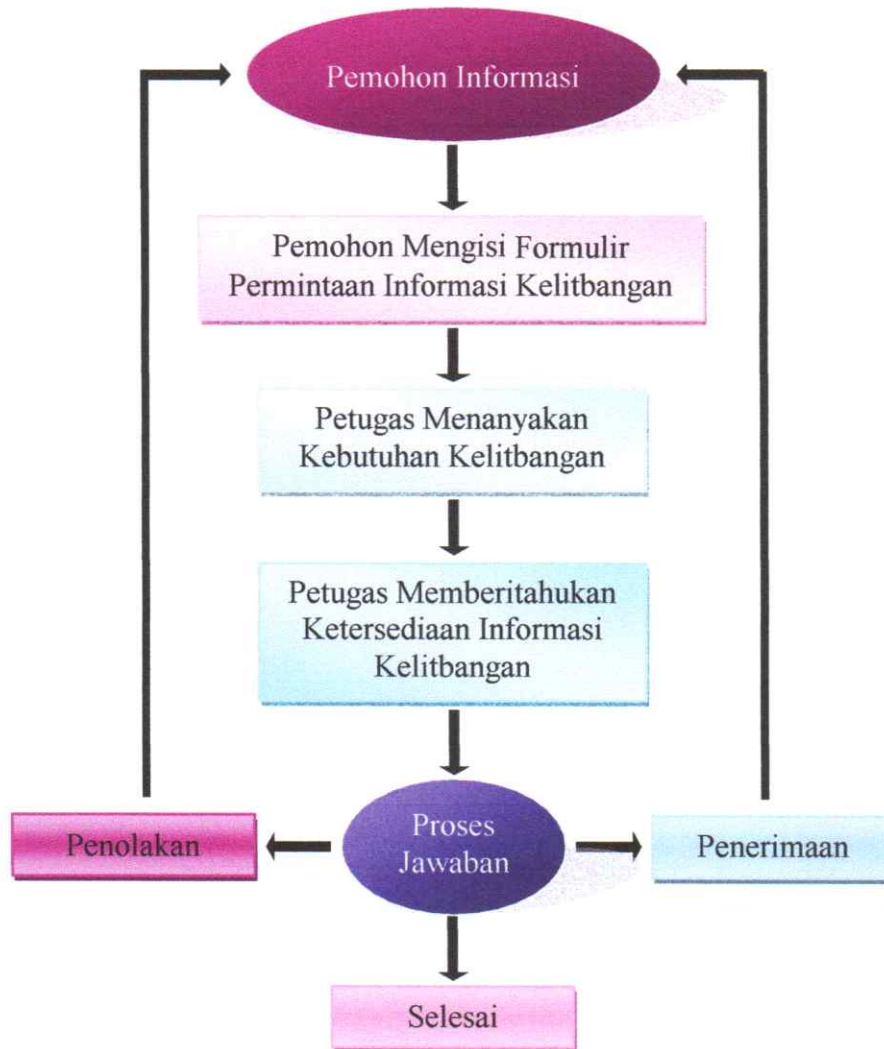 Pemohon Informasi
Pemohon Mengisi Formulir
Permintaan Informasi Kelitbangan
Petugas Menanyakan
Kebutuhan Kelitbangan
Petugas Memberitahukan
Ketersediaan Informasi
Kelitbangan
Proses
Jawaban
Penolakan
Penerimaan
Selesai